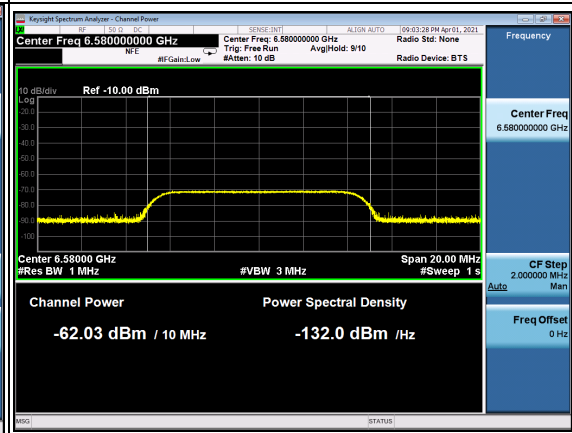 Keysight Spectrum Analyzer - Channel Power
RF 50 Ω DC SENSE:INT ALIGN AUTO 09:03:28 PM Apr 01, 2021
Center Freq 6.580000000 GHz Center Freq: 6.580000000 GHz Radio Std: None
NFE Trig: Free Run Avg|Hold: 9/10
#IFGain:Low #Atten: 10 dB Radio Device: BTS
Frequency
10 dB/div Ref -10.00 dBm
Log
-20.0
-30.0
-40.0
-50.0
-60.0
-70.0
-80.0
-90.0
-100
Center 6.58000 GHz Span 20.00 MHz
#Res BW 1 MHz #VBW 3 MHz #Sweep 1 s
Channel Power Power Spectral Density
-62.03 dBm / 10 MHz -132.0 dBm /Hz
Center Freq
6.580000000 GHz
CF Step
2.000000 MHz
Auto Man
Freq Offset
0 Hz
MSG STATUS